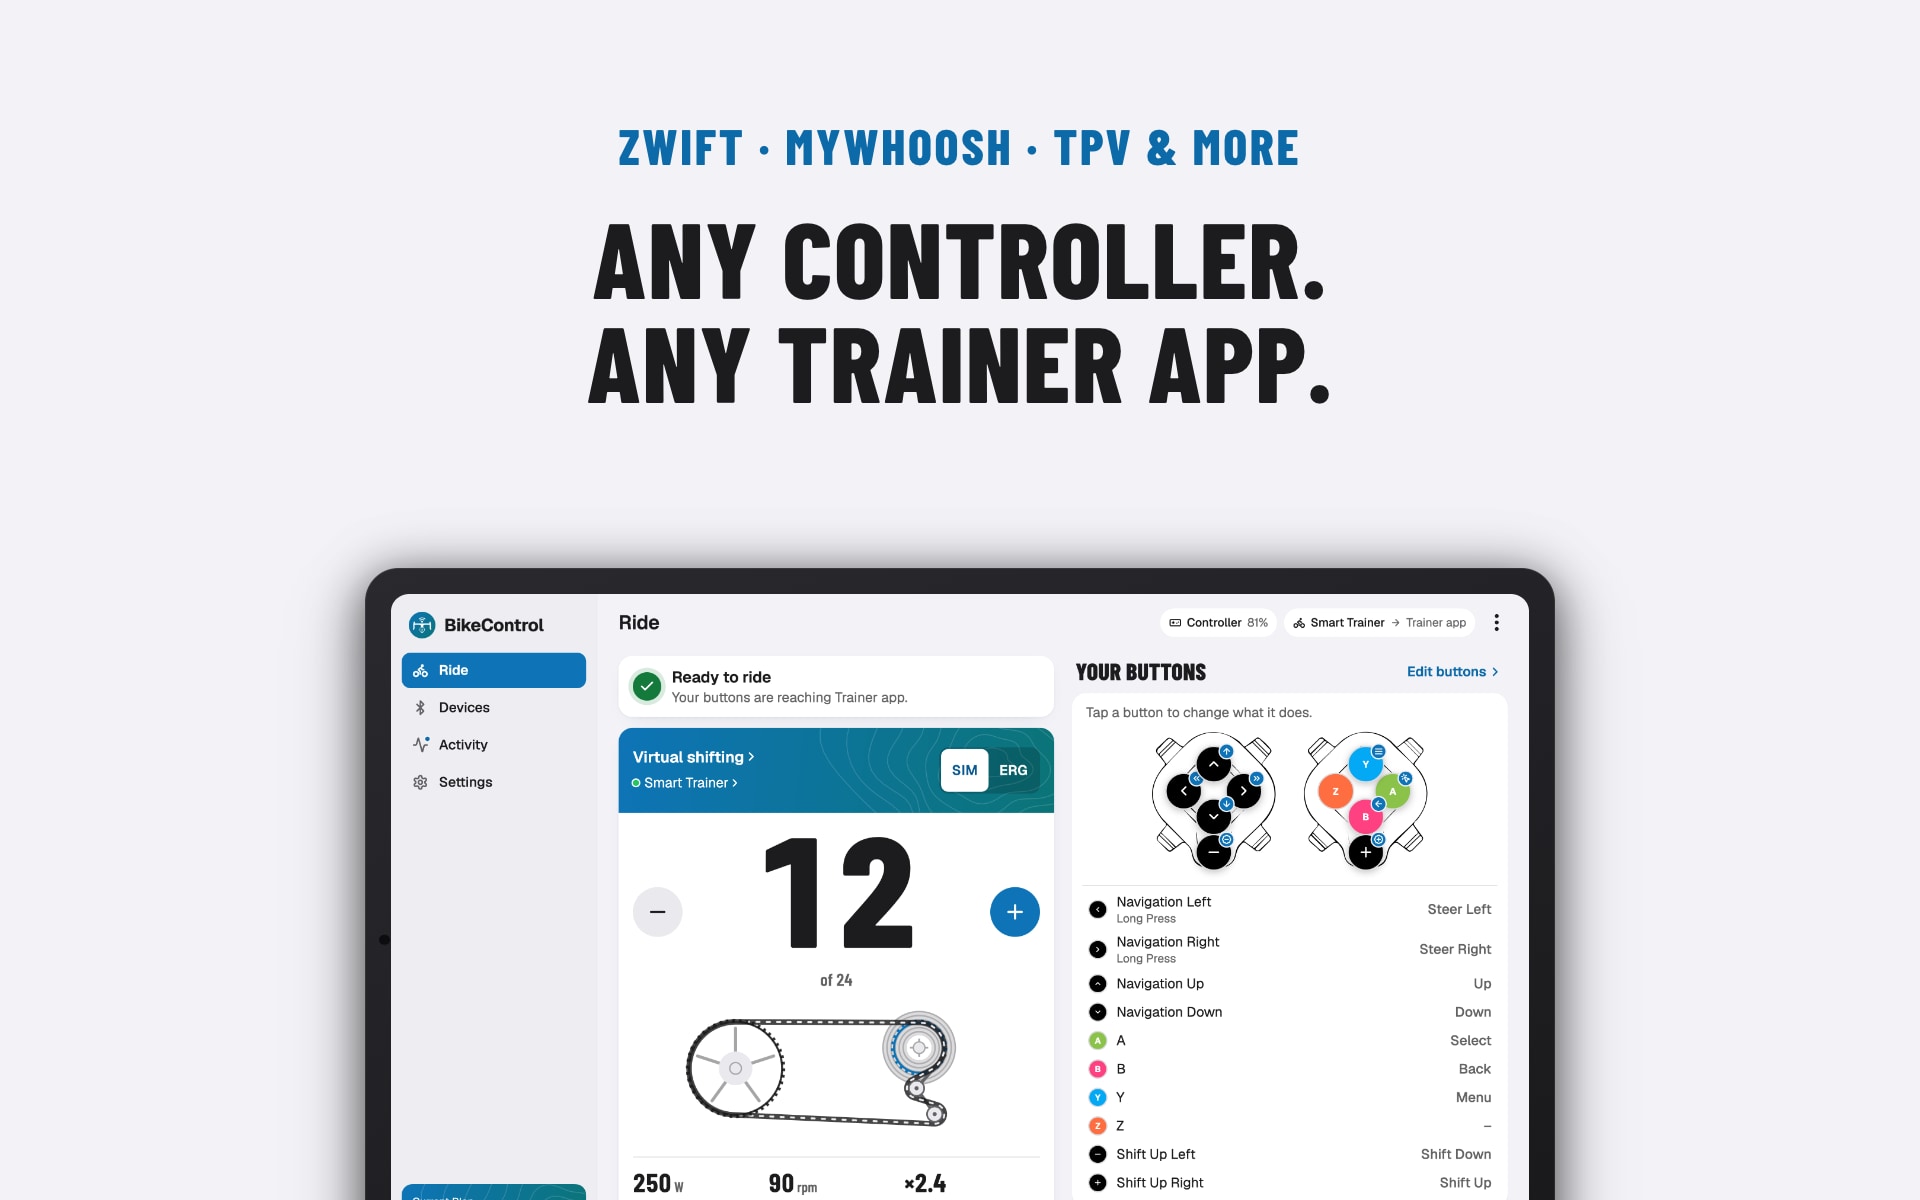 ZWIFT · MYWHOOSH · TPV & MORE
ANY CONTROLLER.
ANY TRAINER APP.
BikeControl
Ride
Devices
Activity
Settings
Ride
Controller 81%
Smart Trainer → Trainer app
Ready to ride
Your buttons are reaching Trainer app.
Virtual shifting >
Smart Trainer >
SIM
ERG
12
of 24
250 W
90 rpm
×2.4
YOUR BUTTONS
Edit buttons >
Tap a button to change what it does.
Y
Z
A
B
Navigation Left
Long Press
Steer Left
Navigation Right
Long Press
Steer Right
Navigation Up
Up
Navigation Down
Down
A A
Select
B B
Back
Y Y
Menu
Z Z
–
Shift Up Left
Shift Down
Shift Up Right
Shift Up